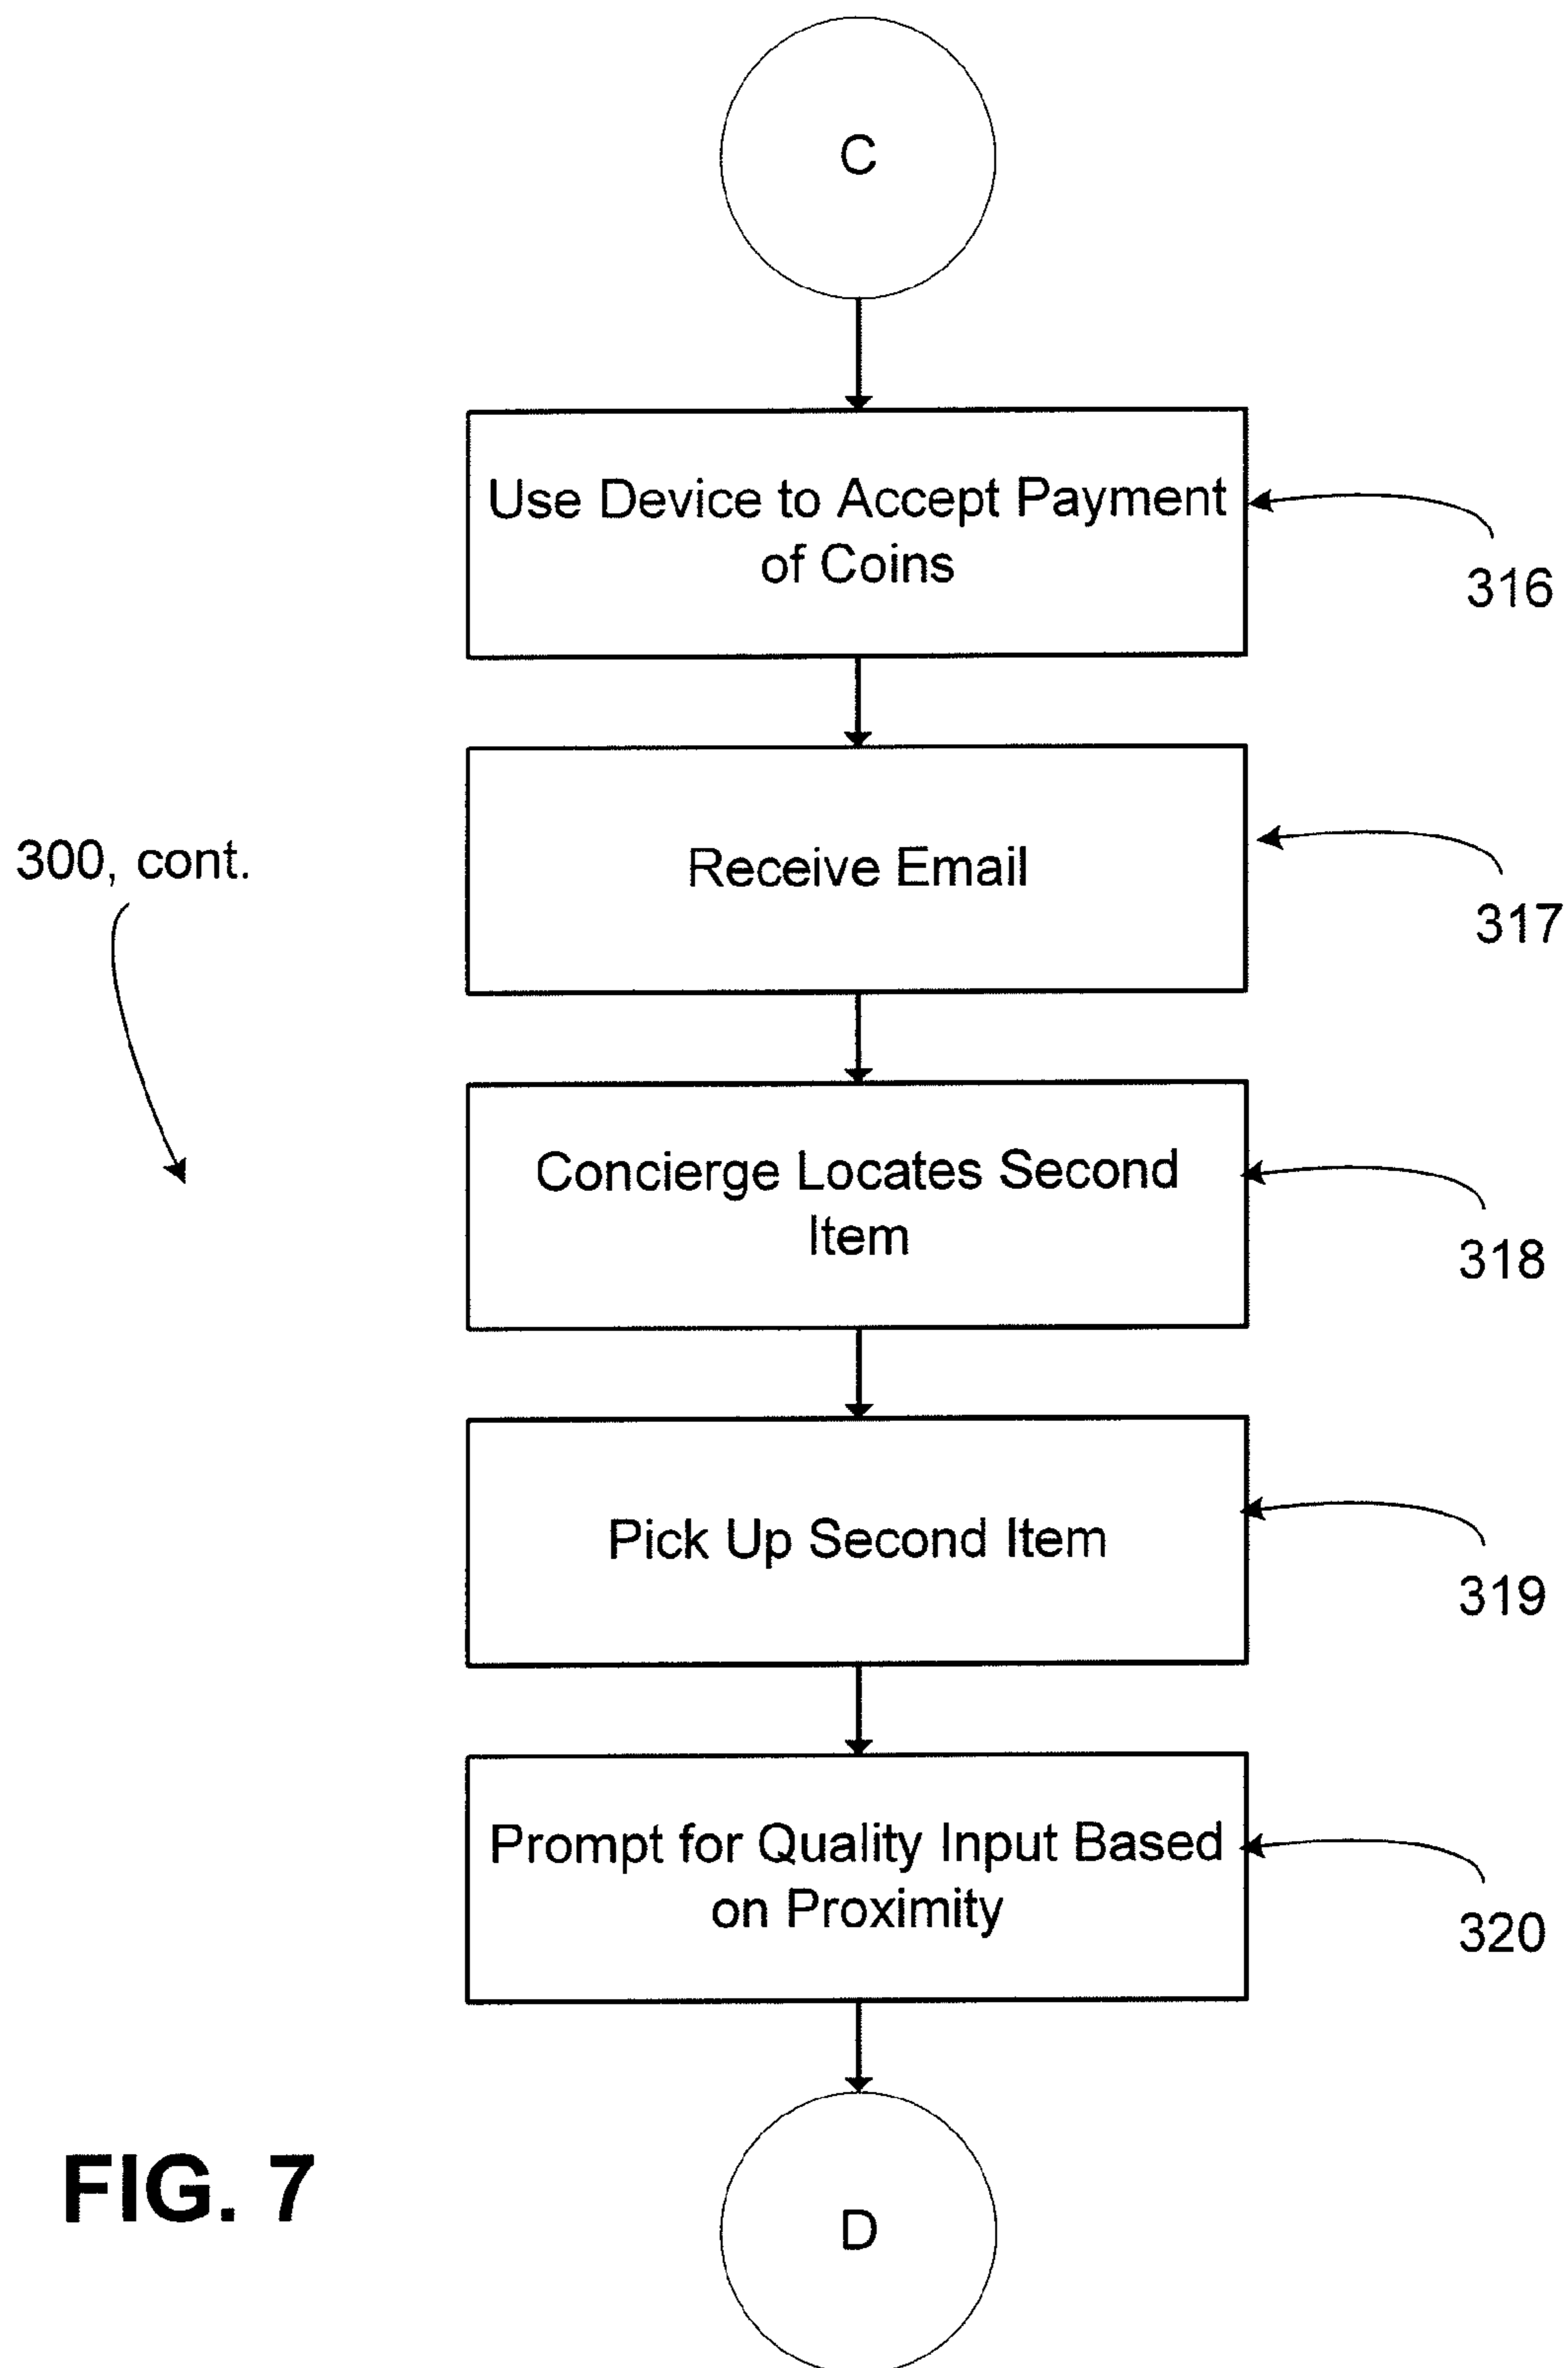 C
Use Device to Accept Payment
of Coins
316
300, cont.
Receive Email
317
Concierge Locates Second
Item
318
Pick Up Second Item
319
Prompt for Quality Input Based
on Proximity
320
FIG. 7
D